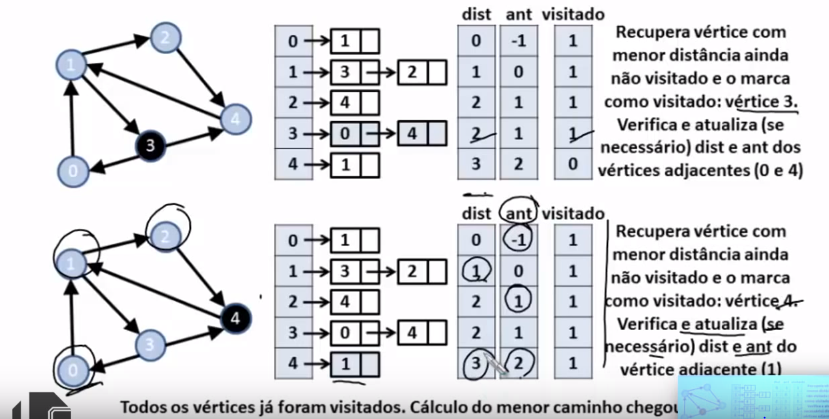 dist ant visitado
2
1
4
3
0
0 1
1 3 2
2 4
3 0 4
4 1
0 -1 1
1 0 1
2 1 1
2 1 1
3 2 0
Recupera vértice com
menor distância ainda
não visitado e o marca
como visitado: vértice 3.
Verifica e atualiza (se
necessário) dist e ant dos
vértices adjacentes (0 e 4)
dist ant visitado
2
1
4
3
0
0 1
1 3 2
2 4
3 0 4
4 1
0 -1 1
1 0 1
2 1 1
2 1 1
3 2 1
Recupera vértice com
menor distância ainda
não visitado e o marca
como visitado: vértice 4.
Verifica e atualiza (se
necessário) dist e ant do
vértice adjacente (1)
Todos os vértices já foram visitados. Cálculo do menor caminho